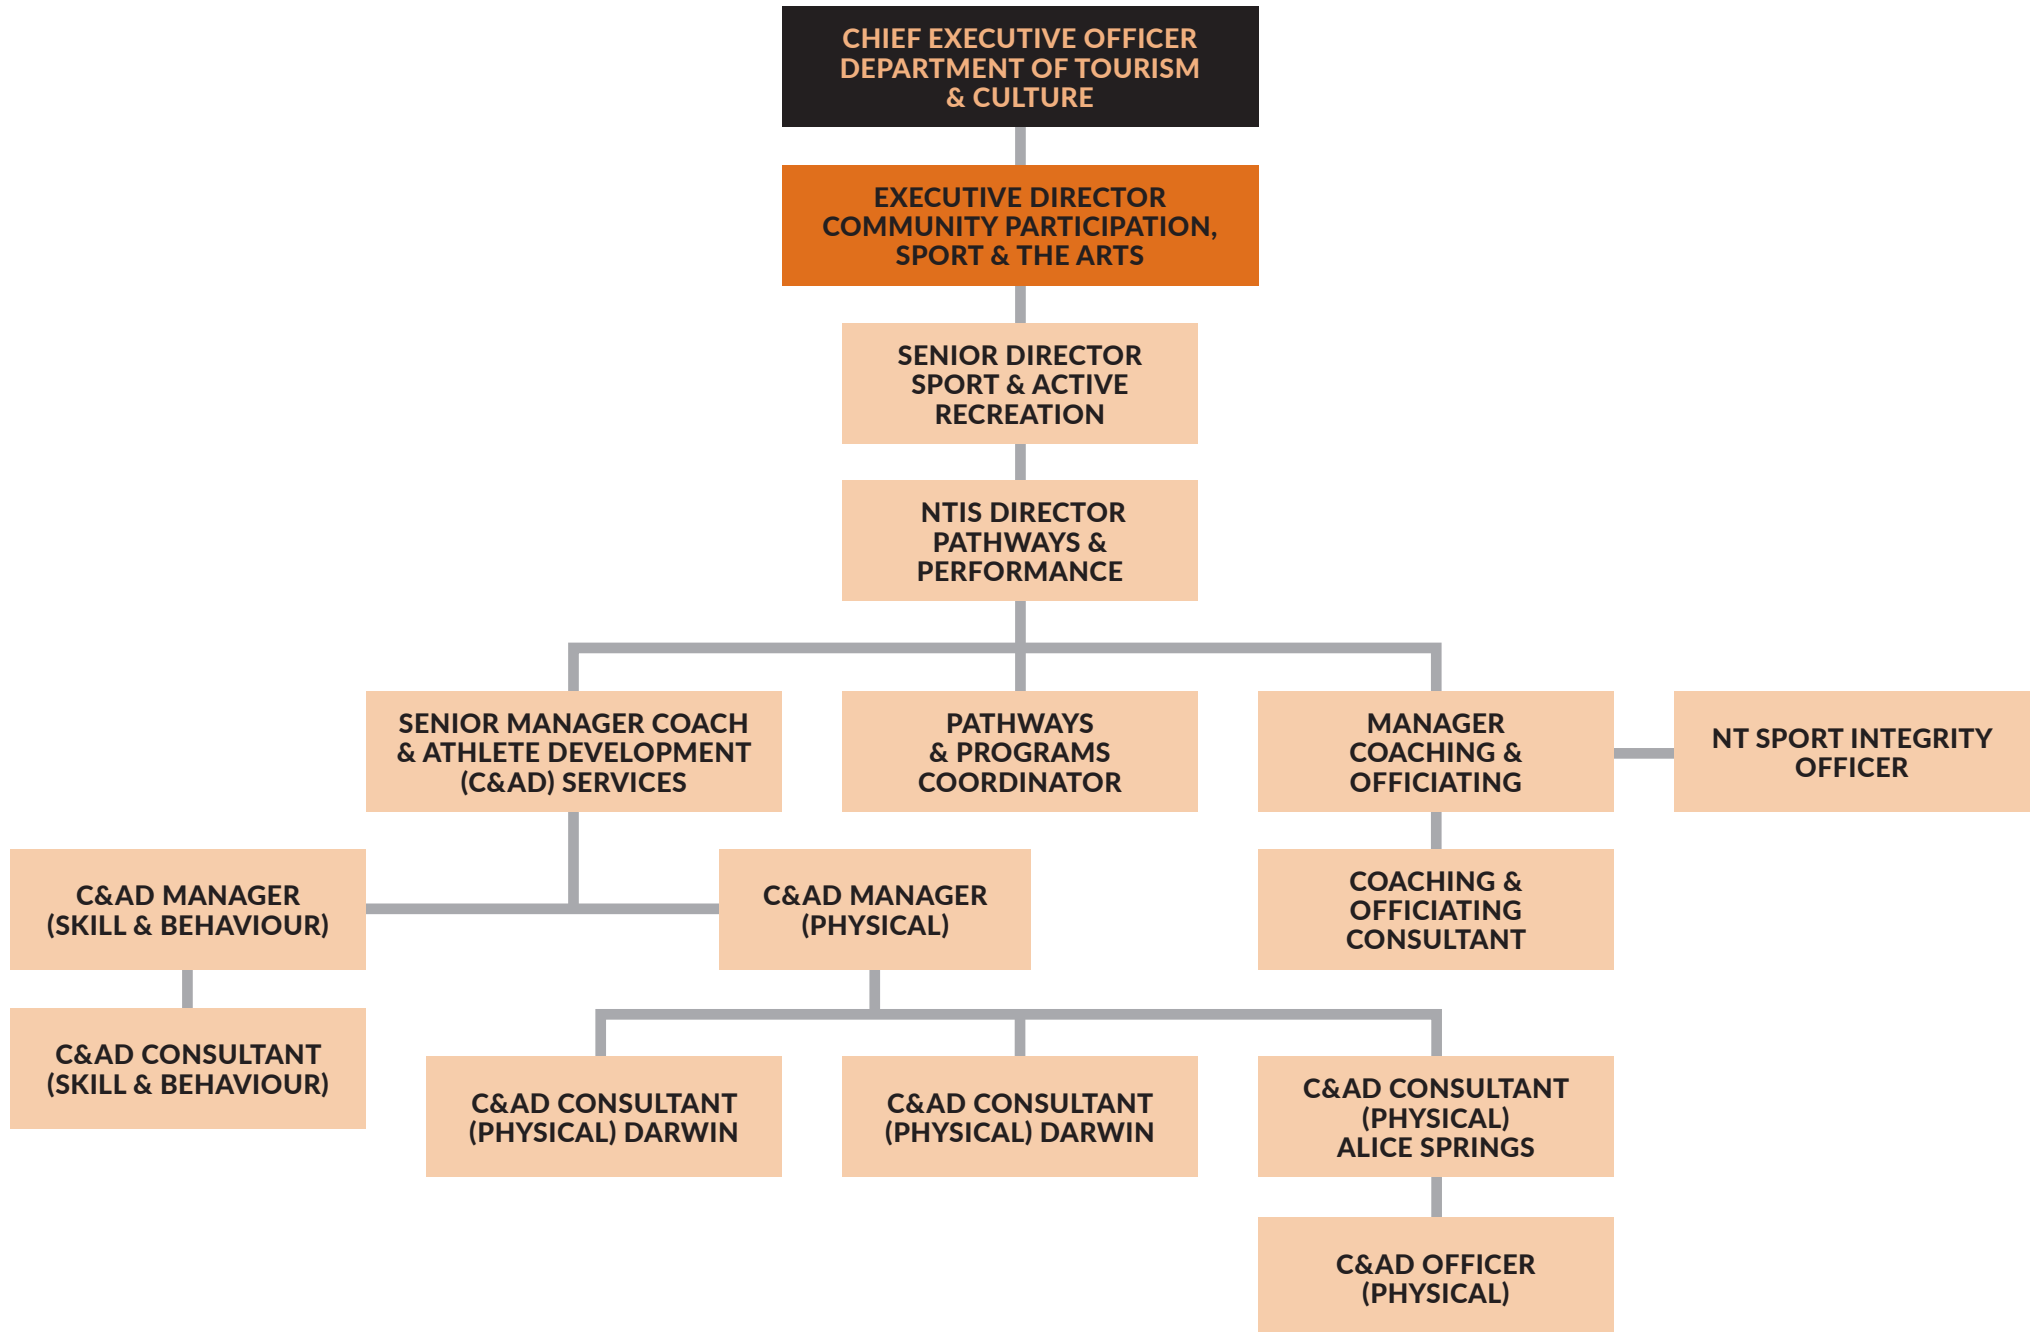 CHIEF EXECUTIVE OFFICER
DEPARTMENT OF TOURISM
& CULTURE
EXECUTIVE DIRECTOR
COMMUNITY PARTICIPATION,
SPORT & THE ARTS
SENIOR DIRECTOR
SPORT & ACTIVE
RECREATION
NTIS DIRECTOR
PATHWAYS &
PERFORMANCE
SENIOR MANAGER COACH
& ATHLETE DEVELOPMENT
(C&AD) SERVICES
PATHWAYS
& PROGRAMS
COORDINATOR
MANAGER
COACHING &
OFFICIATING
NT SPORT INTEGRITY
OFFICER
C&AD MANAGER
(SKILL & BEHAVIOUR)
C&AD MANAGER
(PHYSICAL)
COACHING &
OFFICIATING
CONSULTANT
C&AD CONSULTANT
(SKILL & BEHAVIOUR)
C&AD CONSULTANT
(PHYSICAL) DARWIN
C&AD CONSULTANT
(PHYSICAL) DARWIN
C&AD CONSULTANT
(PHYSICAL)
ALICE SPRINGS
C&AD OFFICER
(PHYSICAL)